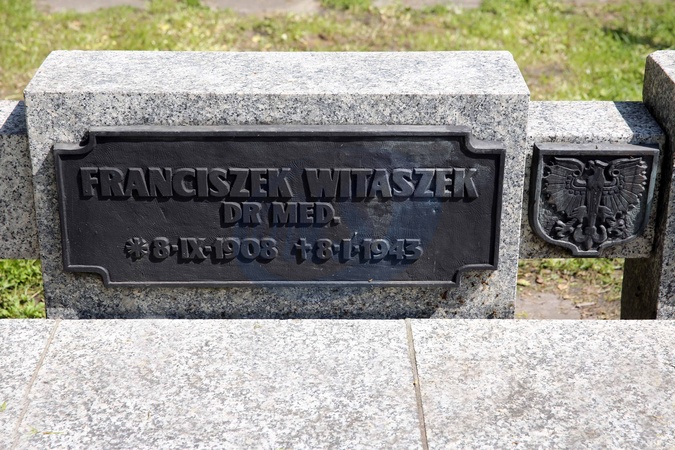 FRANCISZEK WITASZEK
DR MED.
*8-IX-1908 ✝8-I-1943